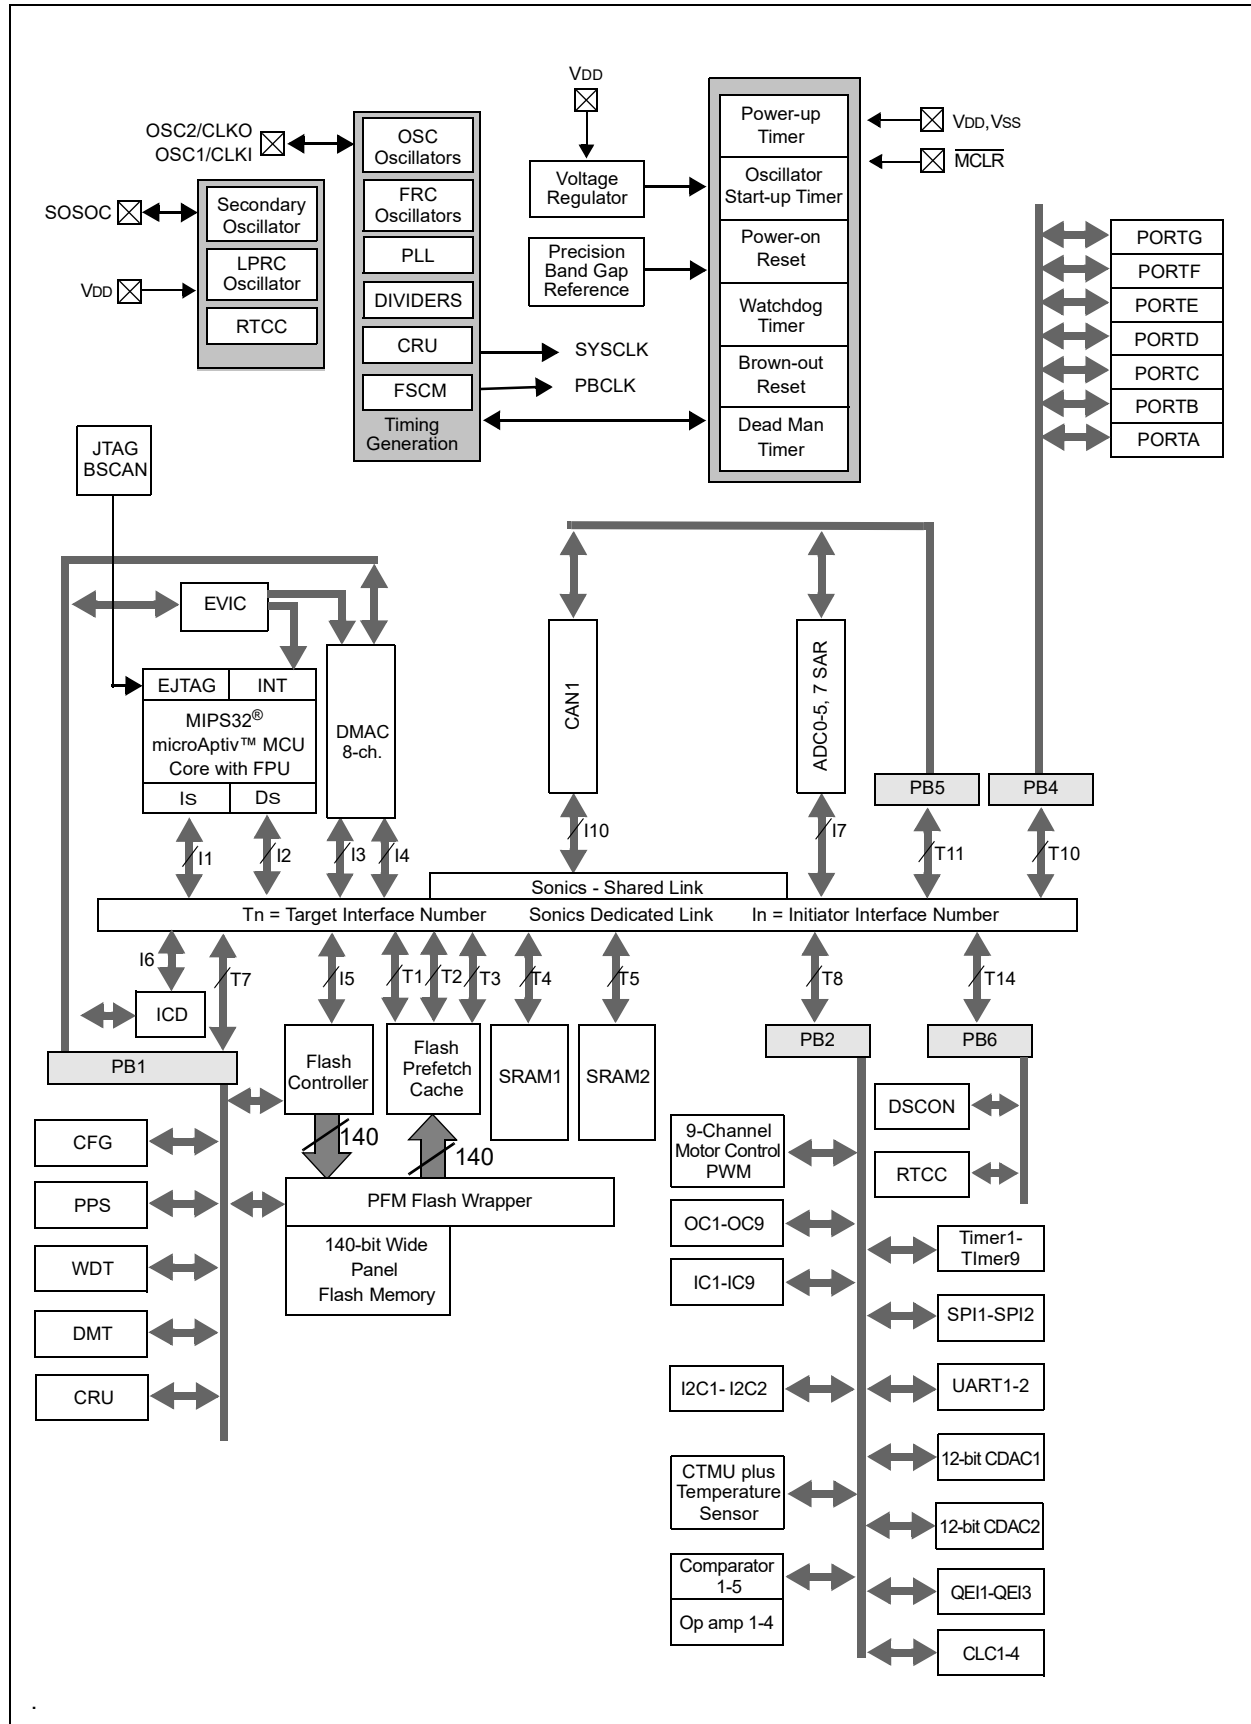 VDD
OSC2/CLKO
OSC1/CLKI
OSC
Oscillators
FRC
Oscillators
PLL
DIVIDERS
CRU
FSCM
Timing
Generation
SOSOC
VDD
Secondary
Oscillator
LPRC
Oscillator
RTCC
SYSCLK
PBCLK
Voltage
Regulator
Precision
Band Gap
Reference
Power-up
Timer
Oscillator
Start-up Timer
Power-on
Reset
Watchdog
Timer
Brown-out
Reset
Dead Man
Timer
VDD, VSS
MCLR
PORTG
PORTF
PORTE
PORTD
PORTC
PORTB
PORTA
JTAG
BSCAN
EVIC
EJTAG
INT
MIPS32®
microAptiv™ MCU
Core with FPU
IS
DS
DMAC
8-ch.
CAN1
ADC0-5, 7 SAR
PB5
PB4
I1
I2
I3
I4
I10
I7
T11
T10
Sonics - Shared Link
Tn = Target Interface Number
Sonics Dedicated Link
In = Initiator Interface Number
I6
T7
I5
T1
T2
T3
T4
T5
T8
T14
ICD
PB1
Flash
Controller
Flash
Prefetch
Cache
SRAM1
SRAM2
PB2
PB6
140
140
PFM Flash Wrapper
140-bit Wide
Panel
Flash Memory
CFG
PPS
WDT
DMT
CRU
DSCON
RTCC
9-Channel
Motor Control
PWM
OC1-OC9
IC1-IC9
I2C1- I2C2
CTMU plus
Temperature
Sensor
Comparator
1-5
Op amp 1-4
Timer1-
TImer9
SPI1-SPI2
UART1-2
12-bit CDAC1
12-bit CDAC2
QEI1-QEI3
CLC1-4
.